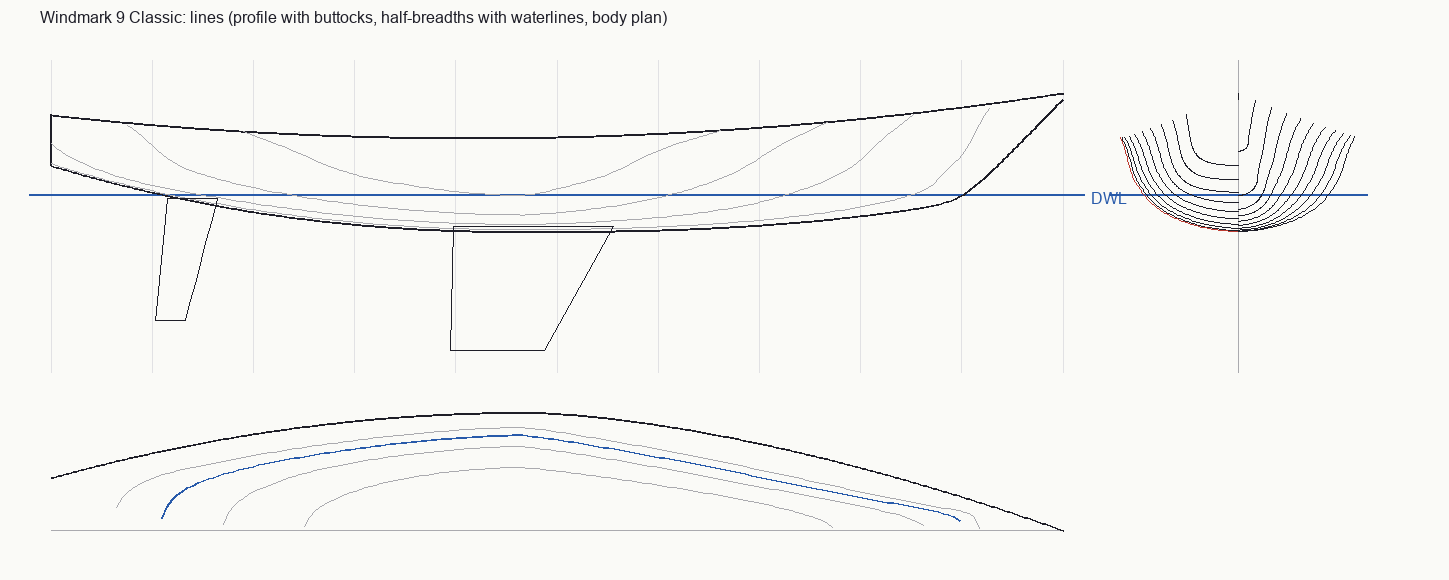 Windmark 9 Classic: lines (profile with buttocks, half-breadths with waterlines, body plan)
DWL